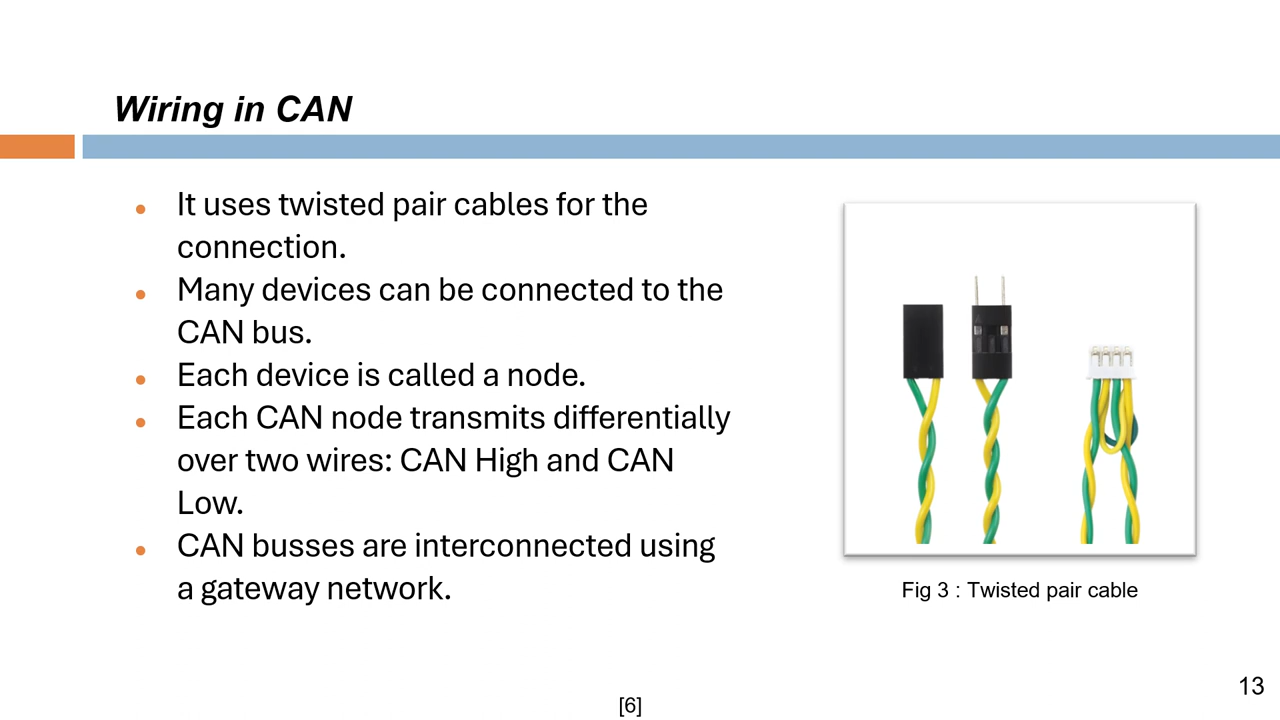 Wiring in CAN
It uses twisted pair cables for the
connection.
Many devices can be connected to the
CAN bus.
Each device is called a node.
Each CAN node transmits differentially
over two wires: CAN High and CAN
Low.
CAN busses are interconnected using
a gateway network.
Fig 3 : Twisted pair cable
13
[6]